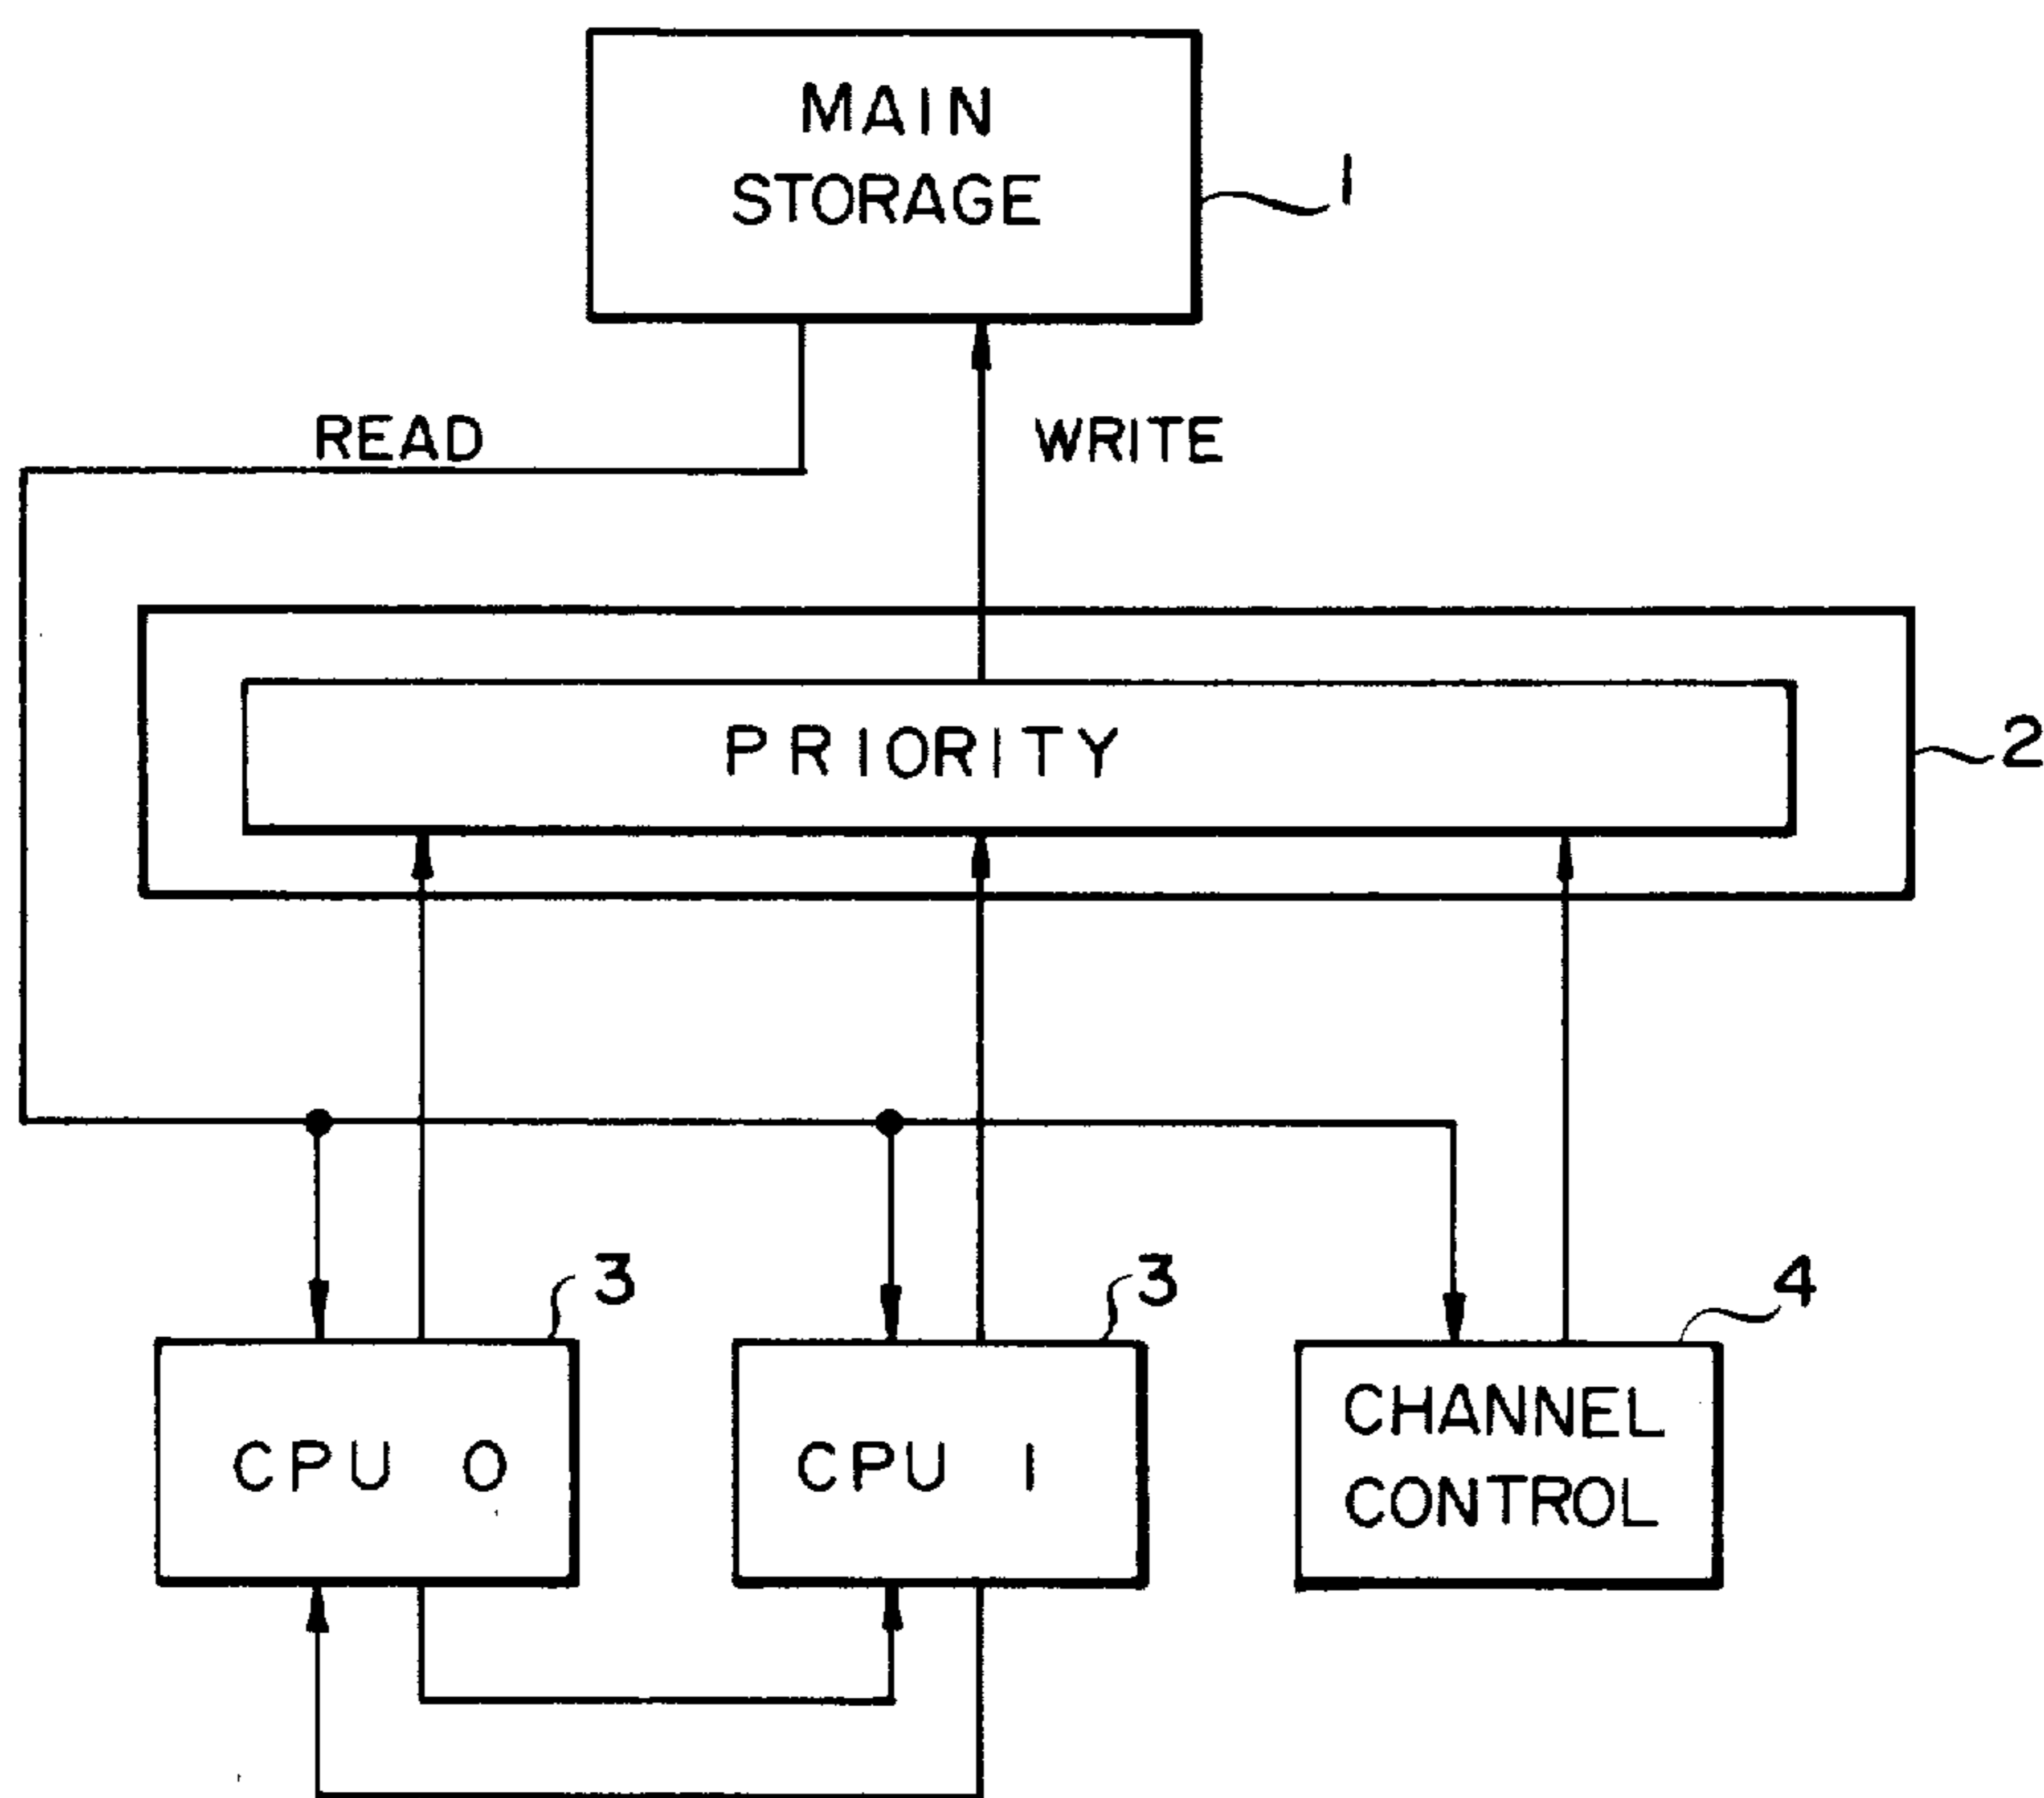 MAIN
STORAGE
1
READ
WRITE
PRIORITY
2
3
3
4
CPU 0
CPU 1
CHANNEL
CONTROL